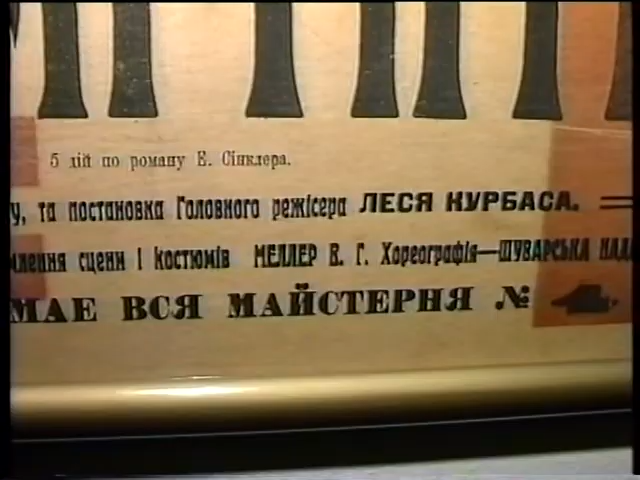 5 дій по роману Е. Сінклера.
у, та постановка Головного режісера ЛЕСЯ КУРБАСА. —
млення сцени і костюмів МЕЛЛЕР В. Г. Хореографія—ШУВАРСЬКА НАД
МАЕ ВСЯ МАЙСТЕРНЯ №